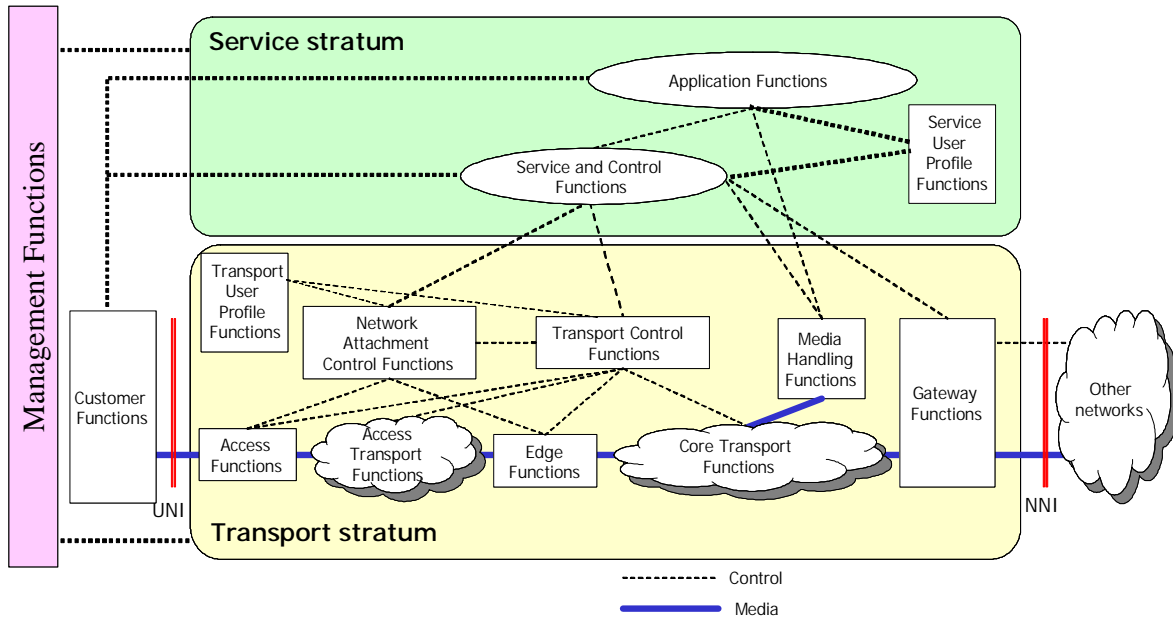 Management Functions
Service stratum
Application Functions
Service
User
Profile
Functions
Service and Control
Functions
Transport
User
Profile
Functions
Network
Attachment
Control Functions
Transport Control
Functions
Media
Handling
Functions
Gateway
Functions
Other
networks
Customer
Functions
Access
Functions
Access
Transport
Functions
Edge
Functions
Core Transport
Functions
UNI
NNI
Transport stratum
Control
Media